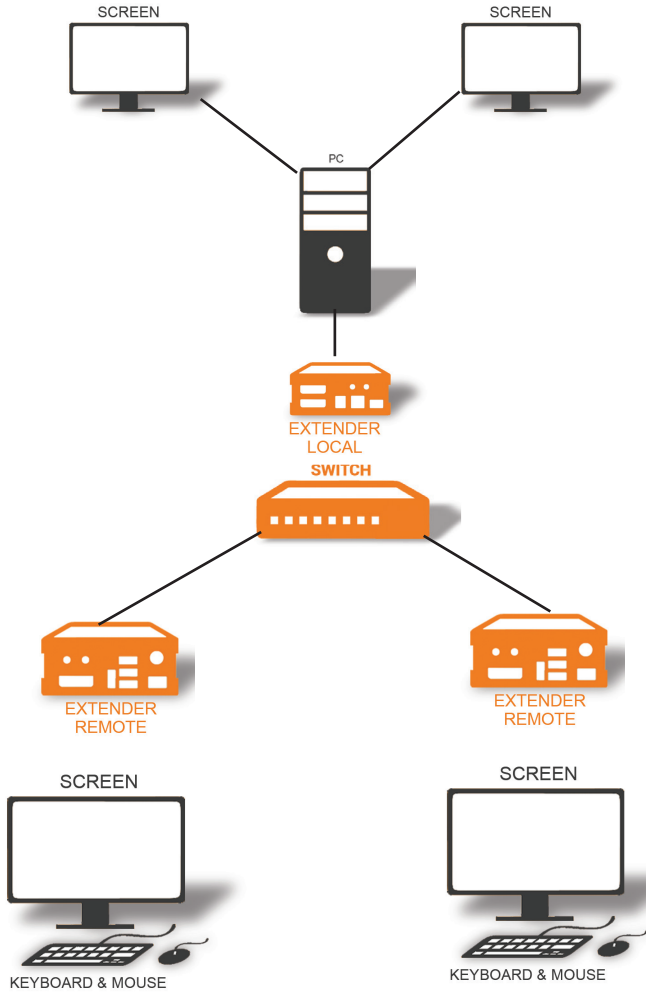 SCREEN
SCREEN
PC
EXTENDER
LOCAL
SWITCH
EXTENDER
REMOTE
EXTENDER
REMOTE
SCREEN
SCREEN
KEYBOARD & MOUSE
KEYBOARD & MOUSE